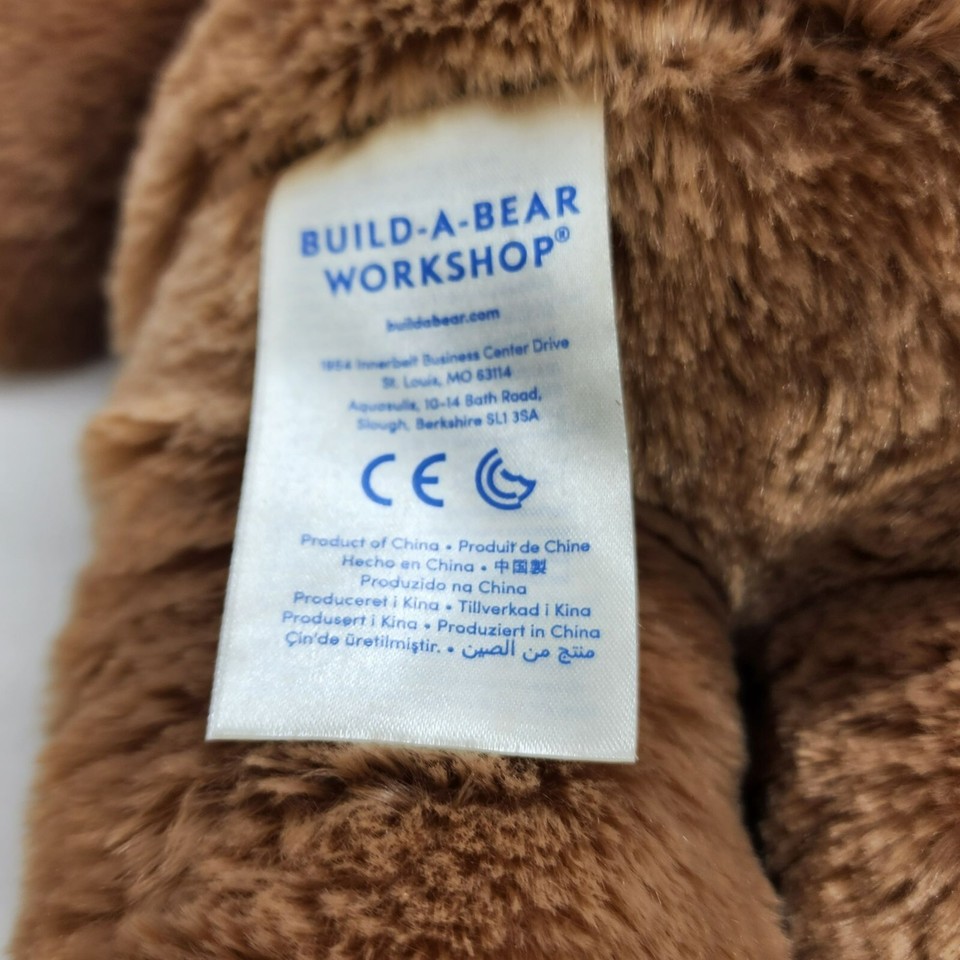 BUILD-A-BEAR
WORKSHOP®
buildabear.com
1954 Innerbelt Business Center Drive
St. Louis, MO 63114
Aquasulis, 10-14 Bath Road,
Slough, Berkshire SL1 3SA
CE
Product of China • Produit de Chine
Hecho en China • 中国製
Produzido na China
Produceret i Kina • Tillverkad i Kina
Produsert i Kina • Produziert in China
Çin'de üretilmiştir. • منتج من الصين